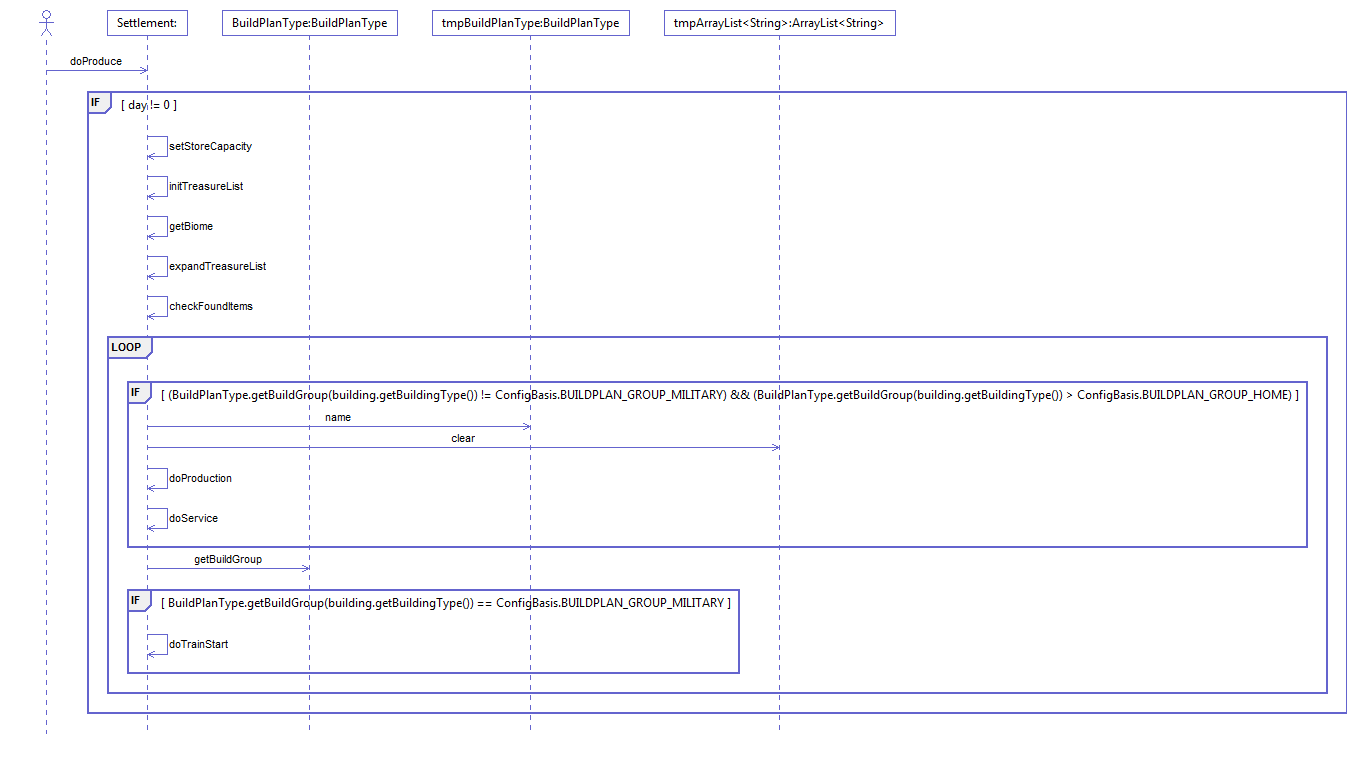 Settlement:
BuildPlanType:BuildPlanType
tmpBuildPlanType:BuildPlanType
tmpArrayList<String>:ArrayList<String>
doProduce
IF
[ day != 0 ]
setStoreCapacity
initTreasureList
getBiome
expandTreasureList
checkFoundItems
LOOP
IF
[ (BuildPlanType.getBuildGroup(building.getBuildingType()) != ConfigBasis.BUILDPLAN_GROUP_MILITARY) && (BuildPlanType.getBuildGroup(building.getBuildingType()) > ConfigBasis.BUILDPLAN_GROUP_HOME) ]
name
clear
doProduction
doService
getBuildGroup
IF
[ BuildPlanType.getBuildGroup(building.getBuildingType()) == ConfigBasis.BUILDPLAN_GROUP_MILITARY ]
doTrainStart